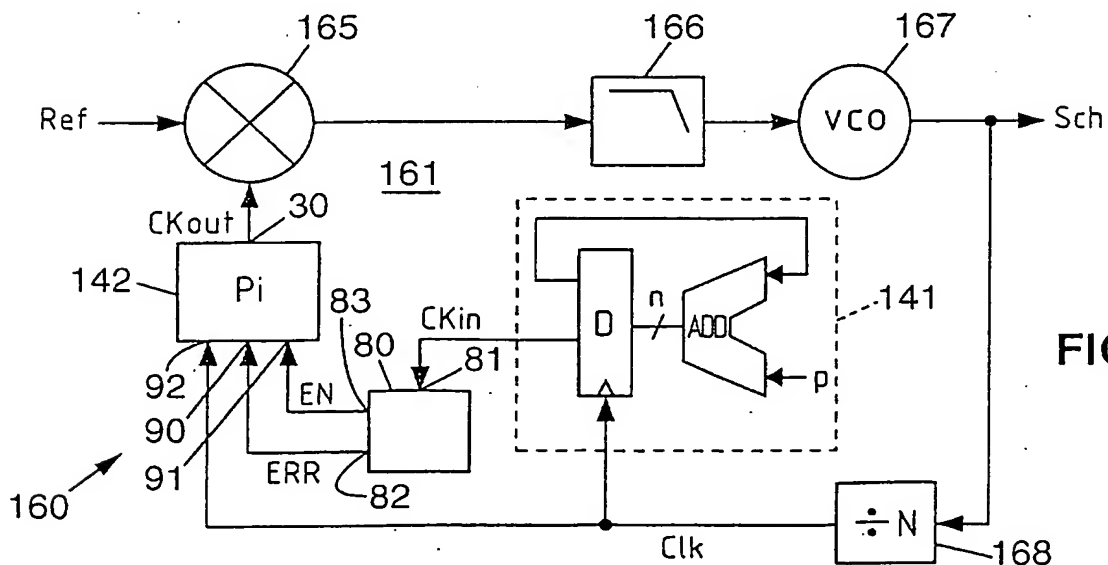 165
166
167
Ref
VCO
Sch
161
CKout
30
142
Pi
83
80
CKin
81
D
n
ADD
141
p
FIG
92
90
91
EN
ERR
82
160
Clk
÷ N
168